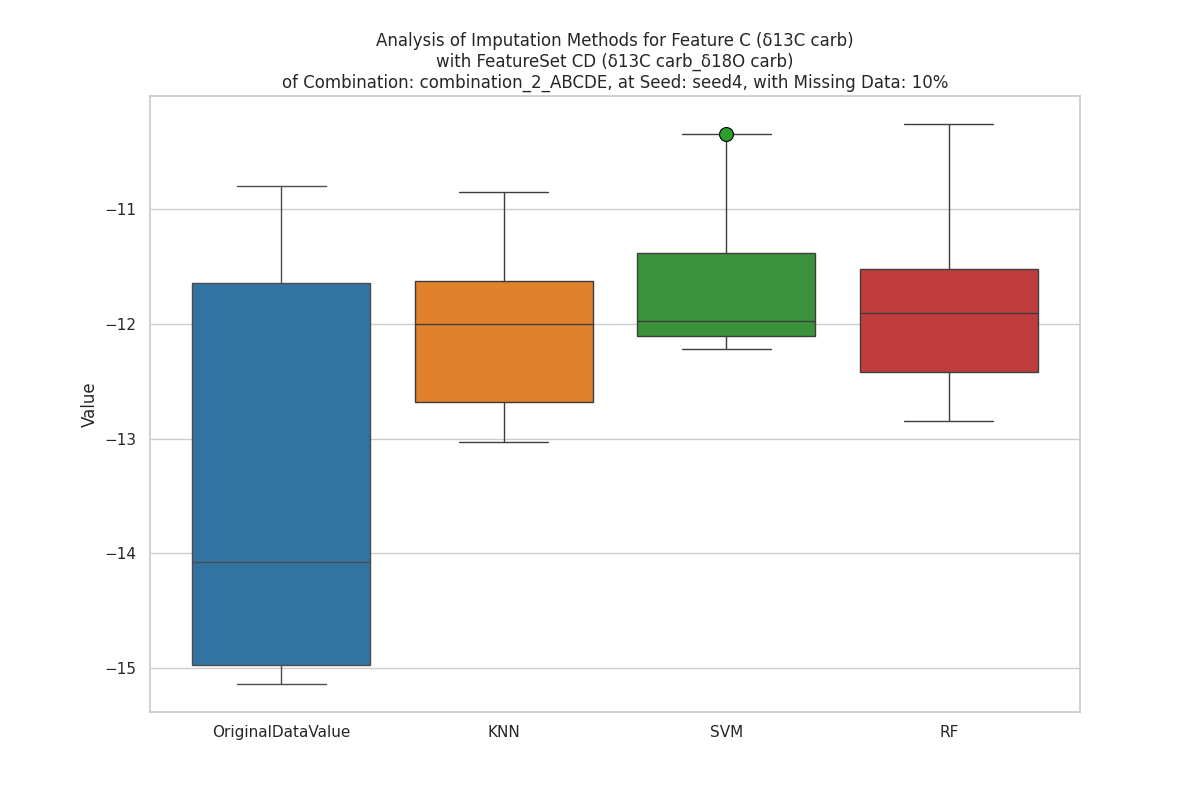 Analysis of Imputation Methods for Feature C (δ13C carb)
with FeatureSet CD (δ13C carb_δ18O carb)
of Combination: combination_2_ABCDE, at Seed: seed4, with Missing Data: 10%
Value
−11
−12
−13
−14
−15
OriginalDataValue
KNN
SVM
RF